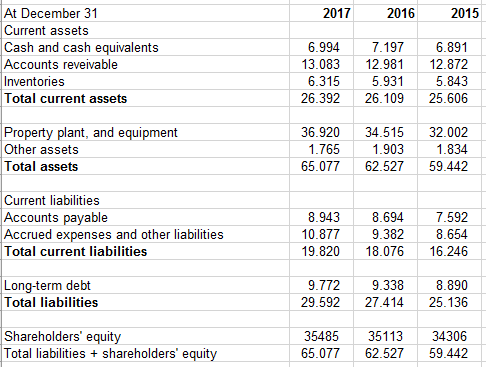 At December 31 2017 2016 2015
Current assets
Cash and cash equivalents 6.994 7.197 6.891
Accounts reveivable 13.083 12.981 12.872
Inventories 6.315 5.931 5.843
Total current assets 26.392 26.109 25.606
Property plant, and equipment 36.920 34.515 32.002
Other assets 1.765 1.903 1.834
Total assets 65.077 62.527 59.442
Current liabilities
Accounts payable 8.943 8.694 7.592
Accrued expenses and other liabilities 10.877 9.382 8.654
Total current liabilities 19.820 18.076 16.246
Long-term debt 9.772 9.338 8.890
Total liabilities 29.592 27.414 25.136
Shareholders' equity 35485 35113 34306
Total liabilities + shareholders' equity 65.077 62.527 59.442